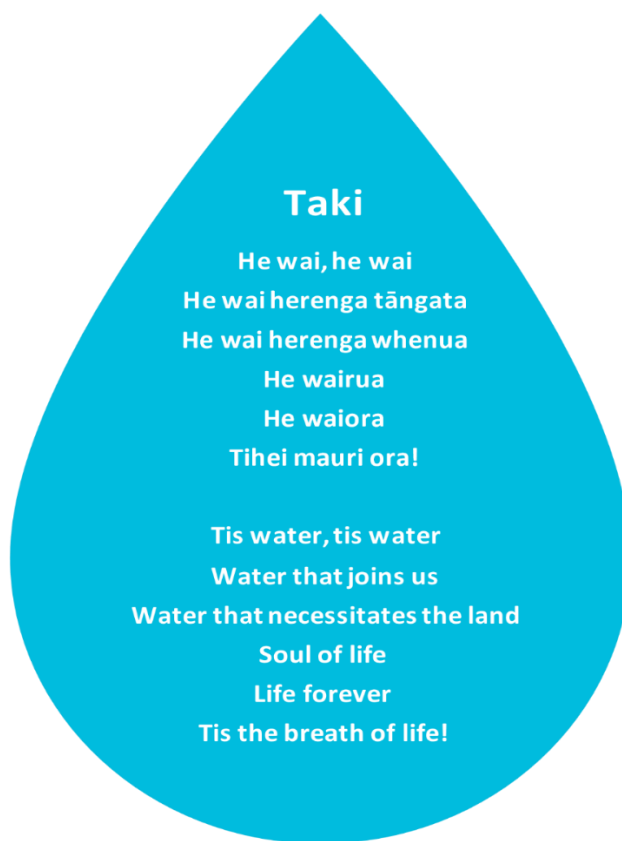 Taki
He wai, he wai
He wai herenga tāngata
He wai herenga whenua
He wairua
He waiora
Tihei mauri ora!
Tis water, tis water
Water that joins us
Water that necessitates the land
Soul of life
Life forever
Tis the breath of life!